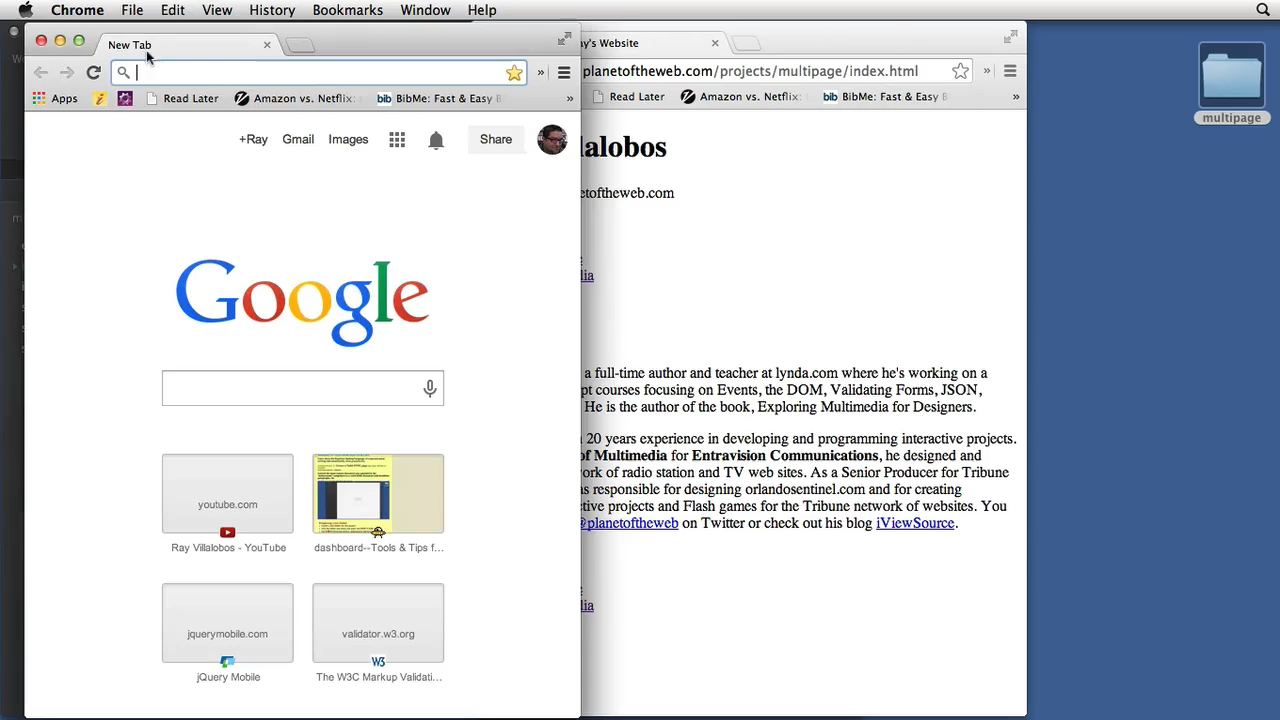 Chrome File Edit View History Bookmarks Window Help
New Tab
Apps Read Later Amazon vs. Netflix: bib BibMe: Fast & Easy B
+Ray Gmail Images Share
Google
youtube.com
Ray Villalobos - YouTube
dashboard--Tools & Tips f...
jquerymobile.com
jQuery Mobile
validator.w3.org
W3
The W3C Markup Validati...
y's Website
planetoftheweb.com/projects/multipage/index.html
Read Later Amazon vs. Netflix: bib BibMe: Fast & Easy B
lalobos
etoftheweb.com
dia
a full-time author and teacher at lynda.com where he's working on a
pt courses focusing on Events, the DOM, Validating Forms, JSON,
He is the author of the book, Exploring Multimedia for Designers.
20 years experience in developing and programming interactive projects.
of Multimedia for Entravision Communications, he designed and
ork of radio station and TV web sites. As a Senior Producer for Tribune
as responsible for designing orlandosentinel.com and for creating
ctive projects and Flash games for the Tribune network of websites. You
@planetoftheweb on Twitter or check out his blog iViewSource.
dia
multipage